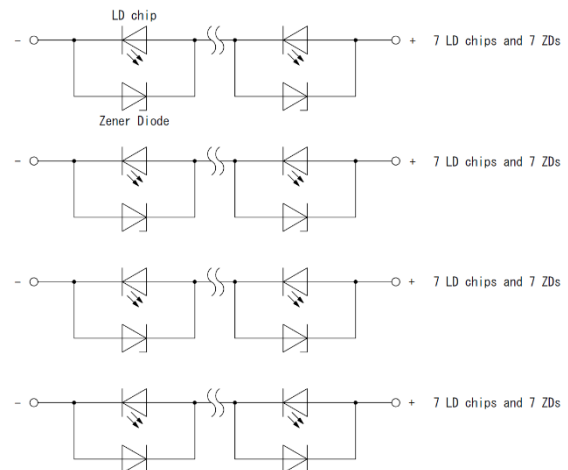 LD chip
- + 7 LD chips and 7 ZDs
Zener Diode
- + 7 LD chips and 7 ZDs
- + 7 LD chips and 7 ZDs
- + 7 LD chips and 7 ZDs